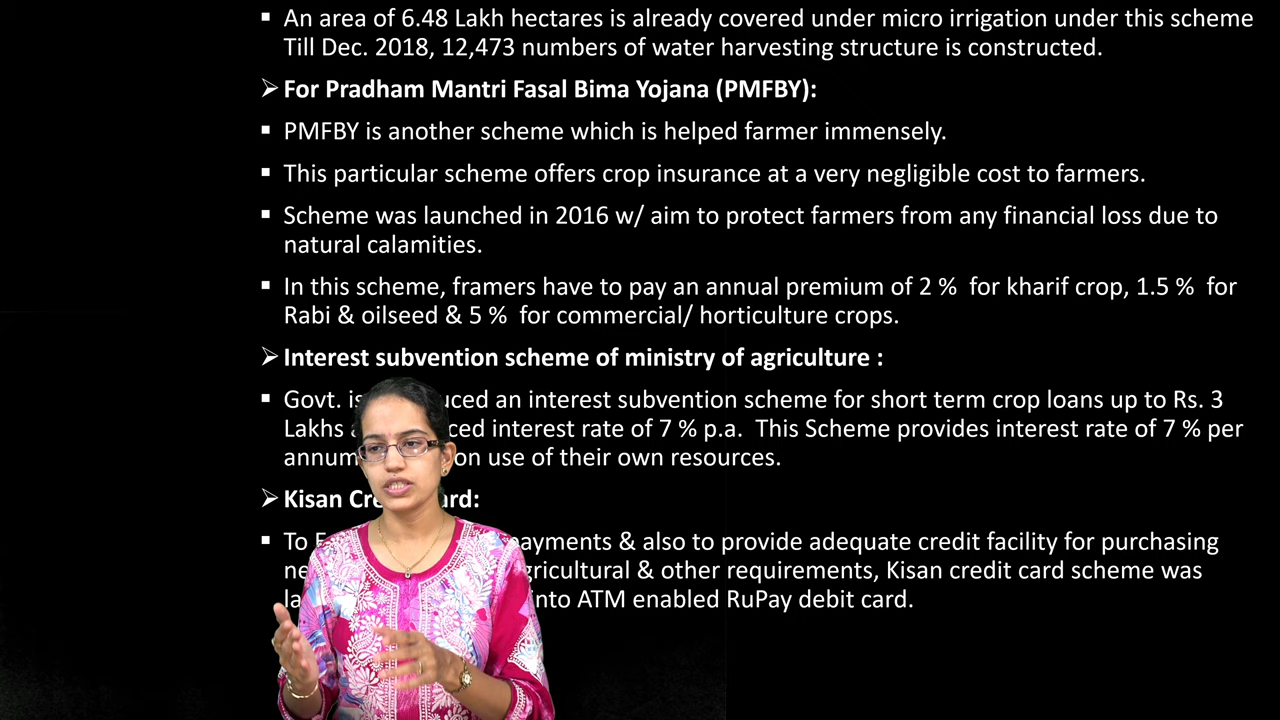 ▪ An area of 6.48 Lakh hectares is already covered under micro irrigation under this scheme
Till Dec. 2018, 12,473 numbers of water harvesting structure is constructed.
➢ For Pradham Mantri Fasal Bima Yojana (PMFBY):
▪ PMFBY is another scheme which is helped farmer immensely.
▪ This particular scheme offers crop insurance at a very negligible cost to farmers.
▪ Scheme was launched in 2016 w/ aim to protect farmers from any financial loss due to
natural calamities.
▪ In this scheme, framers have to pay an annual premium of 2 % for kharif crop, 1.5 % for
Rabi & oilseed & 5 % for commercial/ horticulture crops.
➢ Interest subvention scheme of ministry of agriculture :
▪ Govt. an interest subvention scheme for short term crop loans up to Rs. 3
Lakhs interest rate of 7 % p.a. This Scheme provides interest rate of 7 % per
annum on use of their own resources.
➢ Kisan
▪ To payments & also to provide adequate credit facility for purchasing
& other requirements, Kisan credit card scheme was
into ATM enabled RuPay debit card.